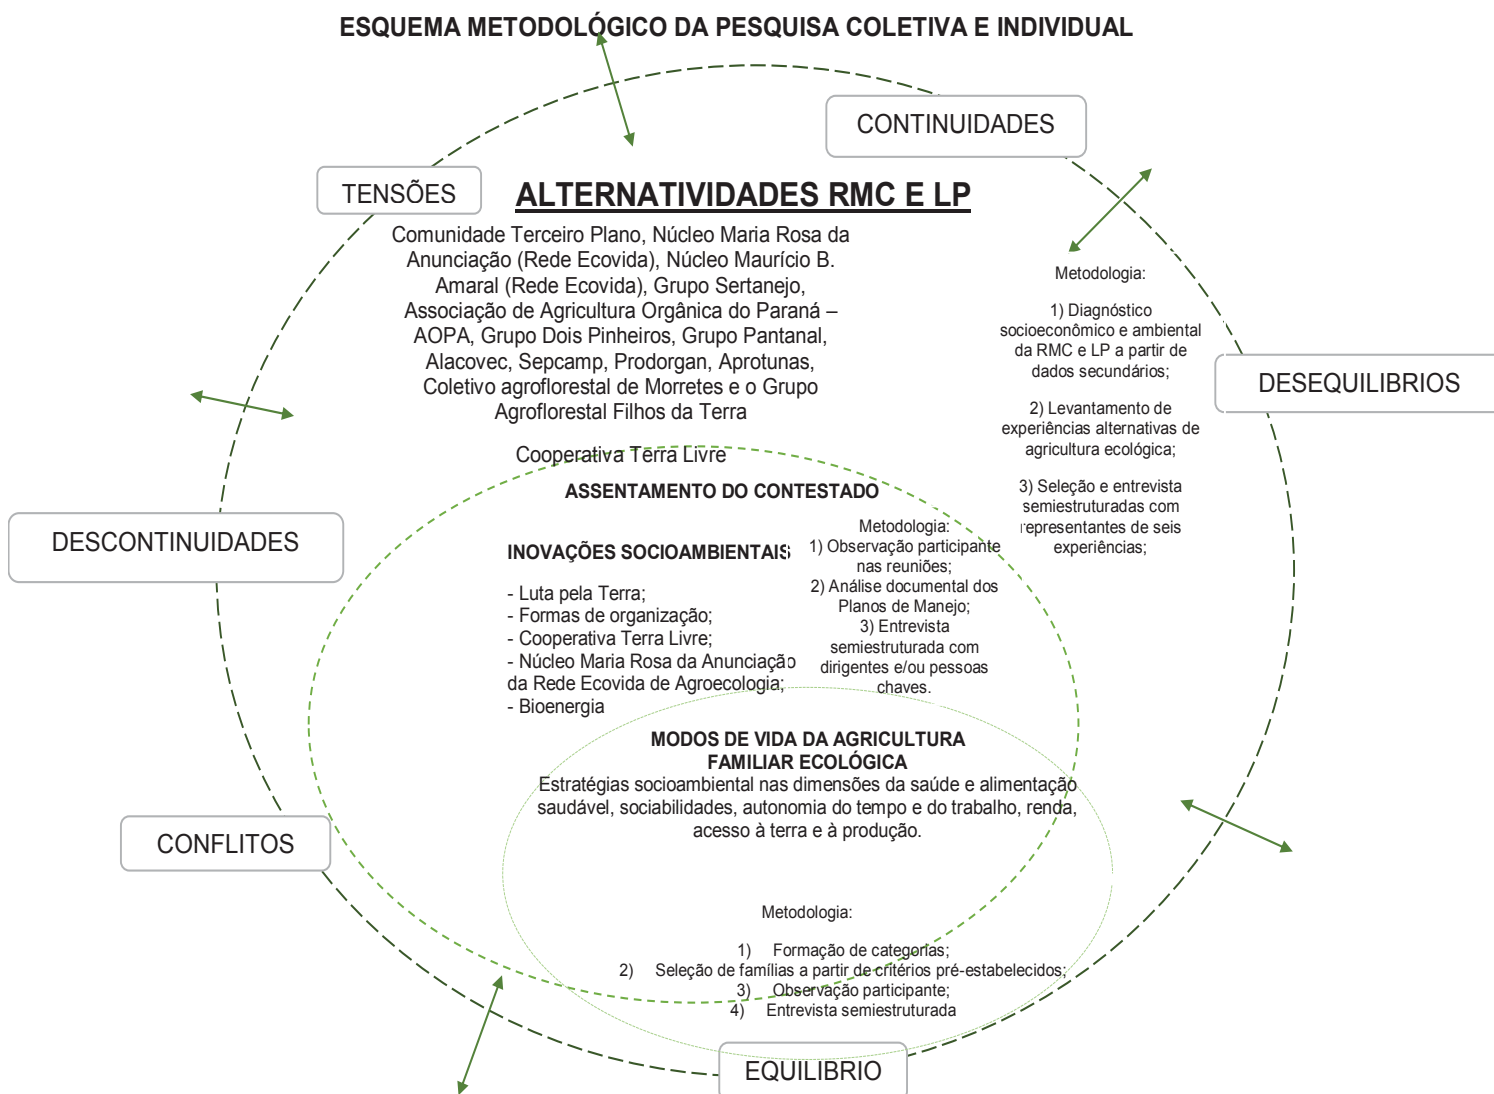 ESQUEMA METODOLÓGICO DA PESQUISA COLETIVA E INDIVIDUAL
CONTINUIDADES
TENSÕES
ALTERNATIVIDADES RMC E LP
Comunidade Terceiro Plano, Núcleo Maria Rosa da
Anunciação (Rede Ecovida), Núcleo Maurício B.
Amaral (Rede Ecovida), Grupo Sertanejo,
Associação de Agricultura Orgânica do Paraná –
AOPA, Grupo Dois Pinheiros, Grupo Pantanal,
Alacovec, Sepcamp, Prodorgan, Aprotunas,
Coletivo agroflorestal de Morretes e o Grupo
Agroflorestal Filhos da Terra
Cooperativa Terra Livre
Metodologia:
1) Diagnóstico
socioeconômico e ambiental
da RMC e LP a partir de
dados secundários;
2) Levantamento de
experiências alternativas de
agricultura ecológica;
3) Seleção e entrevista
semiestruturadas com
representantes de seis
experiências;
DESEQUILIBRIOS
DESCONTINUIDADES
ASSENTAMENTO DO CONTESTADO
INOVAÇÕES SOCIOAMBIENTAIS
- Luta pela Terra;
- Formas de organização;
- Cooperativa Terra Livre;
- Núcleo Maria Rosa da Anunciação
da Rede Ecovida de Agroecologia;
- Bioenergia
Metodologia:
1) Observação participante
nas reuniões;
2) Análise documental dos
Planos de Manejo;
3) Entrevista
semiestruturada com
dirigentes e/ou pessoas
chaves.
MODOS DE VIDA DA AGRICULTURA
FAMILIAR ECOLÓGICA
Estratégias socioambiental nas dimensões da saúde e alimentação
saudável, sociabilidades, autonomia do tempo e do trabalho, renda,
acesso à terra e à produção.
CONFLITOS
Metodologia:
1) Formação de categorias;
2) Seleção de famílias a partir de critérios pré-estabelecidos;
3) Observação participante;
4) Entrevista semiestruturada
EQUILIBRIO